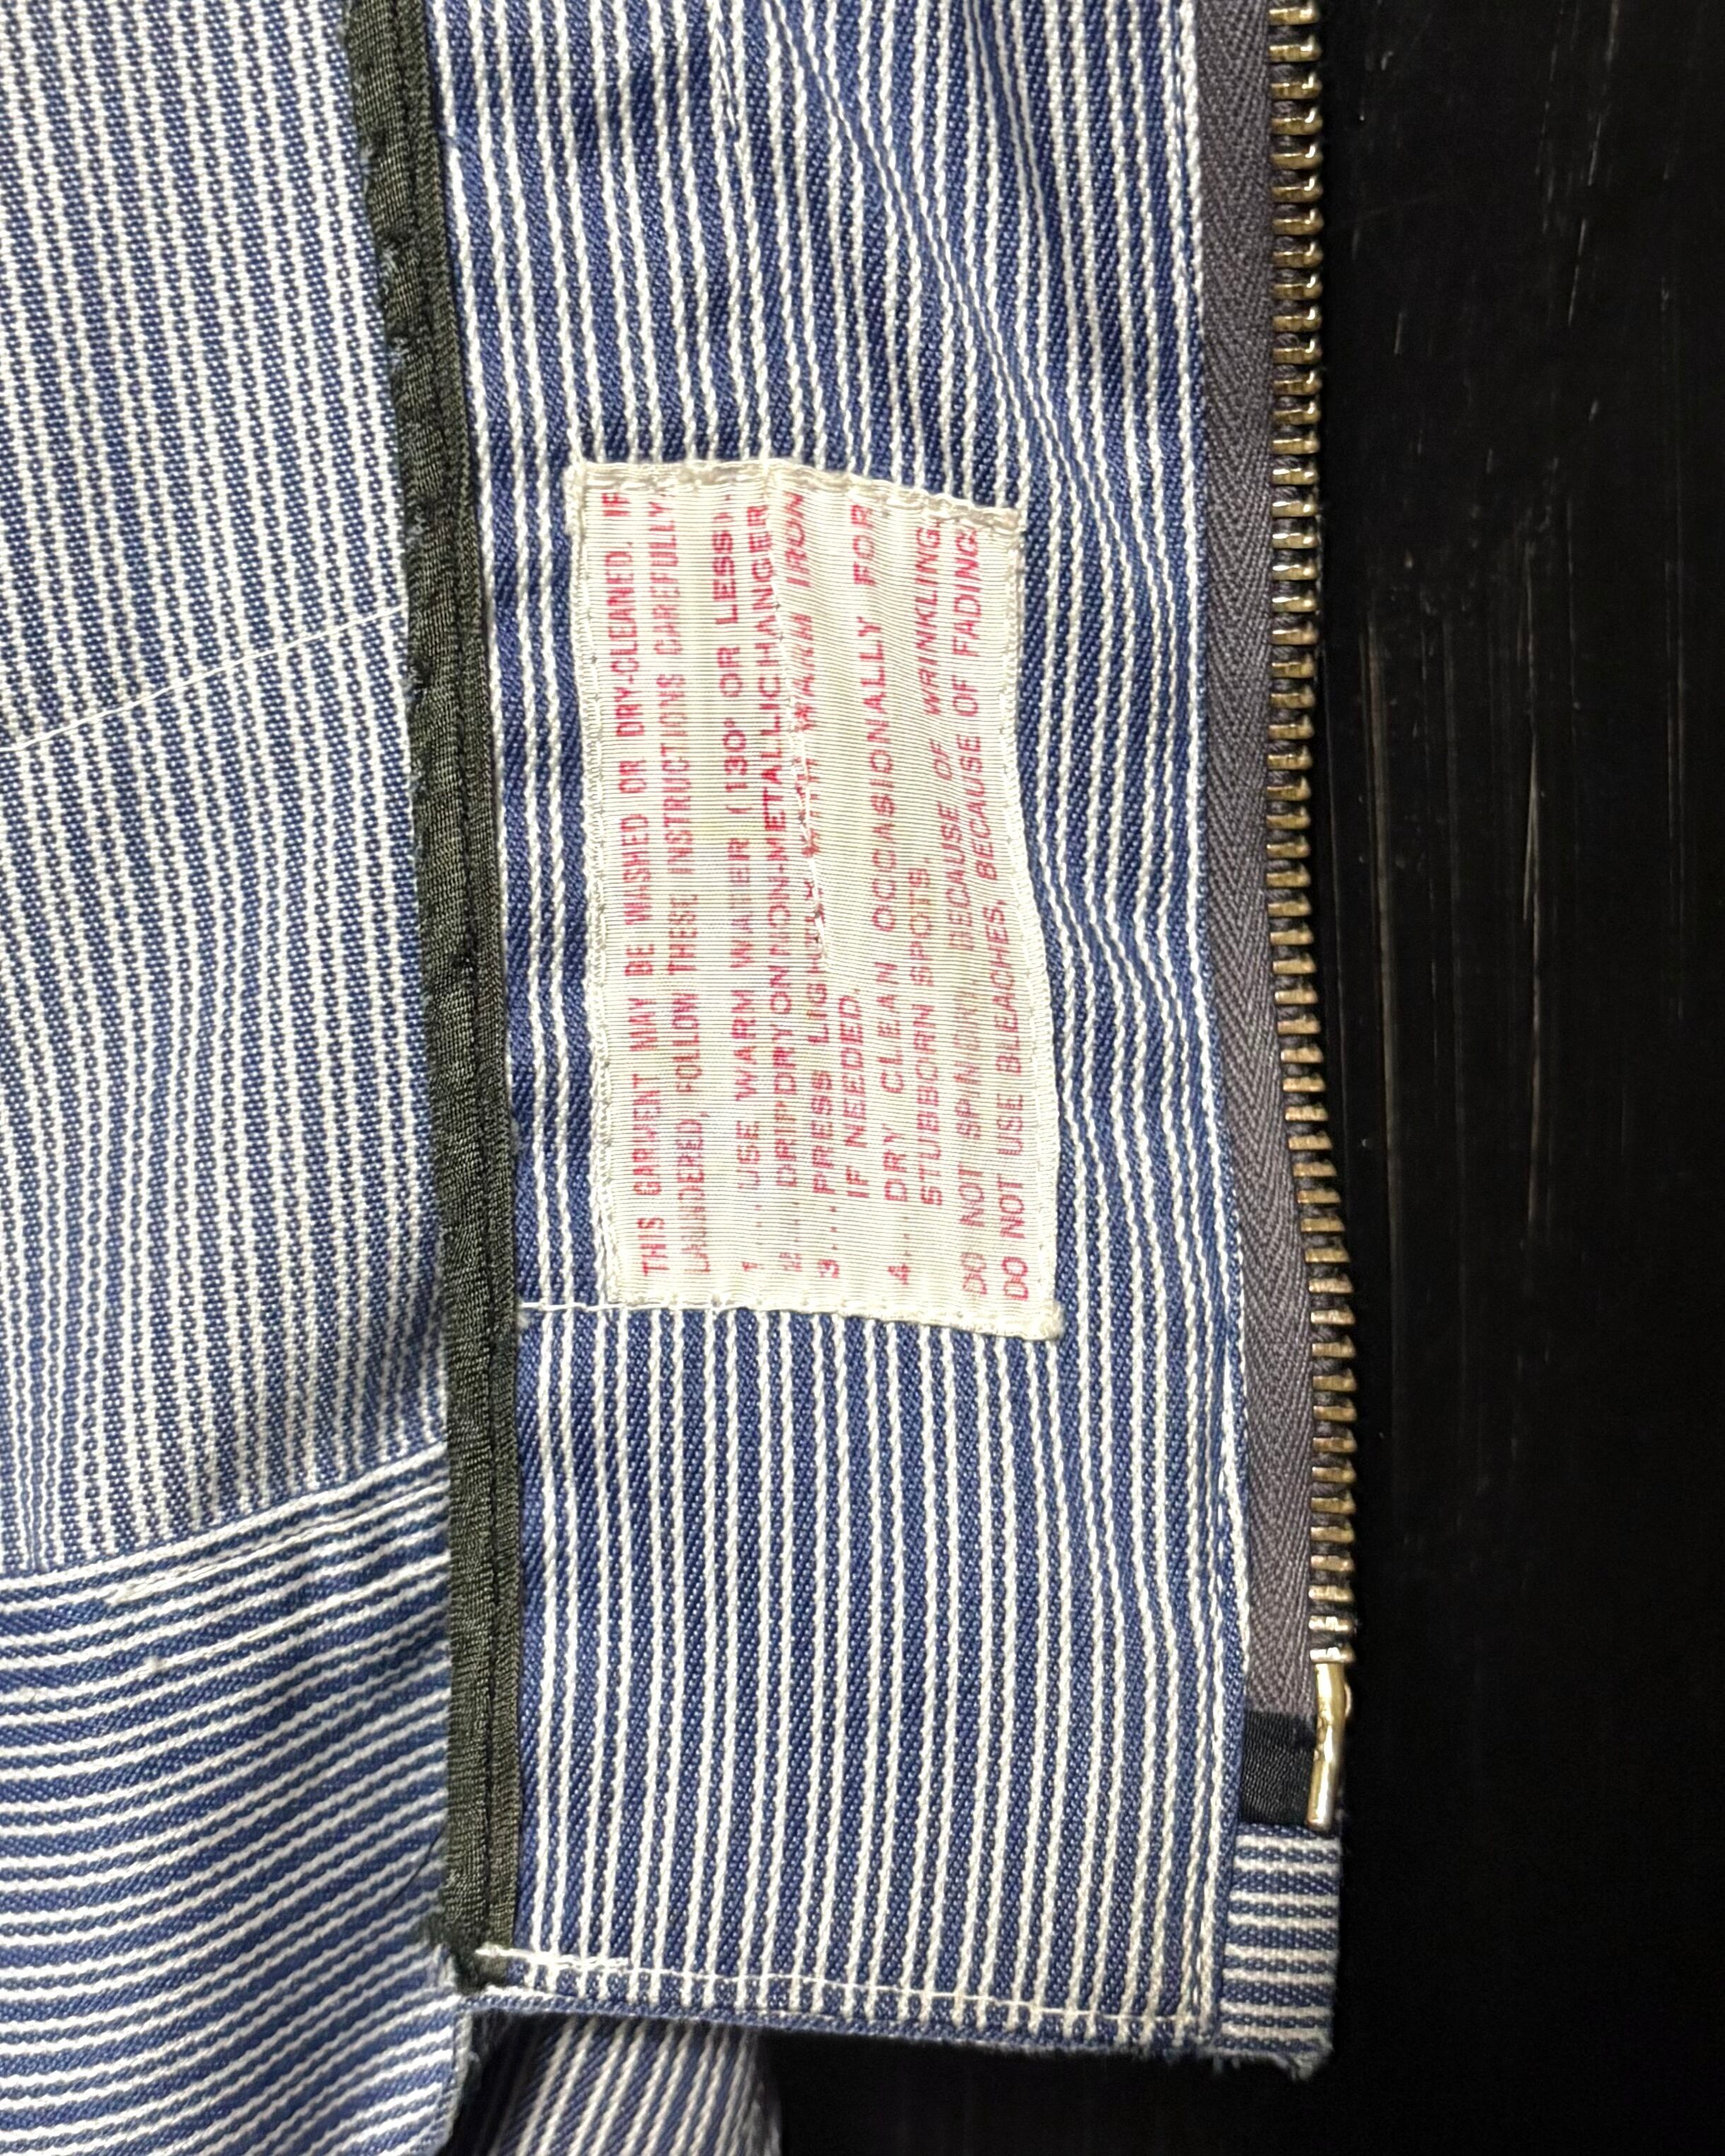 THIS GARMENT MAY BE WASHED OR DRY-CLEANED. IF
LAUNDERED, FOLLOW THESE INSTRUCTIONS CAREFULLY:
1.... USE WARM WATER (130° OR LESS).
2.... DRIP DRY ON NON-METALLIC HANGER
3.... PRESS LIGHTLY WITH WARM IRON
IF NEEDED.
4.... DRY CLEAN OCCASIONALLY FOR
STUBBORN SPOTS.
DO NOT SPIN DRY, BECAUSE OF WRINKLING.
DO NOT USE BLEACHES, BECAUSE OF FADING.